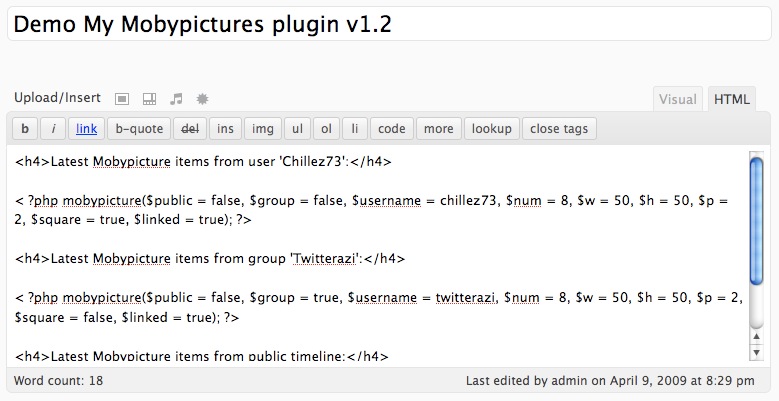 Demo My Mobypictures plugin v1.2
Upload/Insert
Visual HTML
b i link b-quote del ins img ul ol li code more lookup close tags
<h4>Latest Mobypicture items from user 'Chillez73':</h4>
< ?php mobypicture($public = false, $group = false, $username = chillez73, $num = 8, $w = 50, $h = 50, $p =
2, $square = true, $linked = true); ?>
<h4>Latest Mobypicture items from group 'Twitterazi':</h4>
< ?php mobypicture($public = false, $group = true, $username = twitterazi, $num = 8, $w = 50, $h = 50, $p = 2,
$square = false, $linked = true); ?>
<h4>Latest Mobypicture items from public timeline:</h4>
Word count: 18 Last edited by admin on April 9, 2009 at 8:29 pm